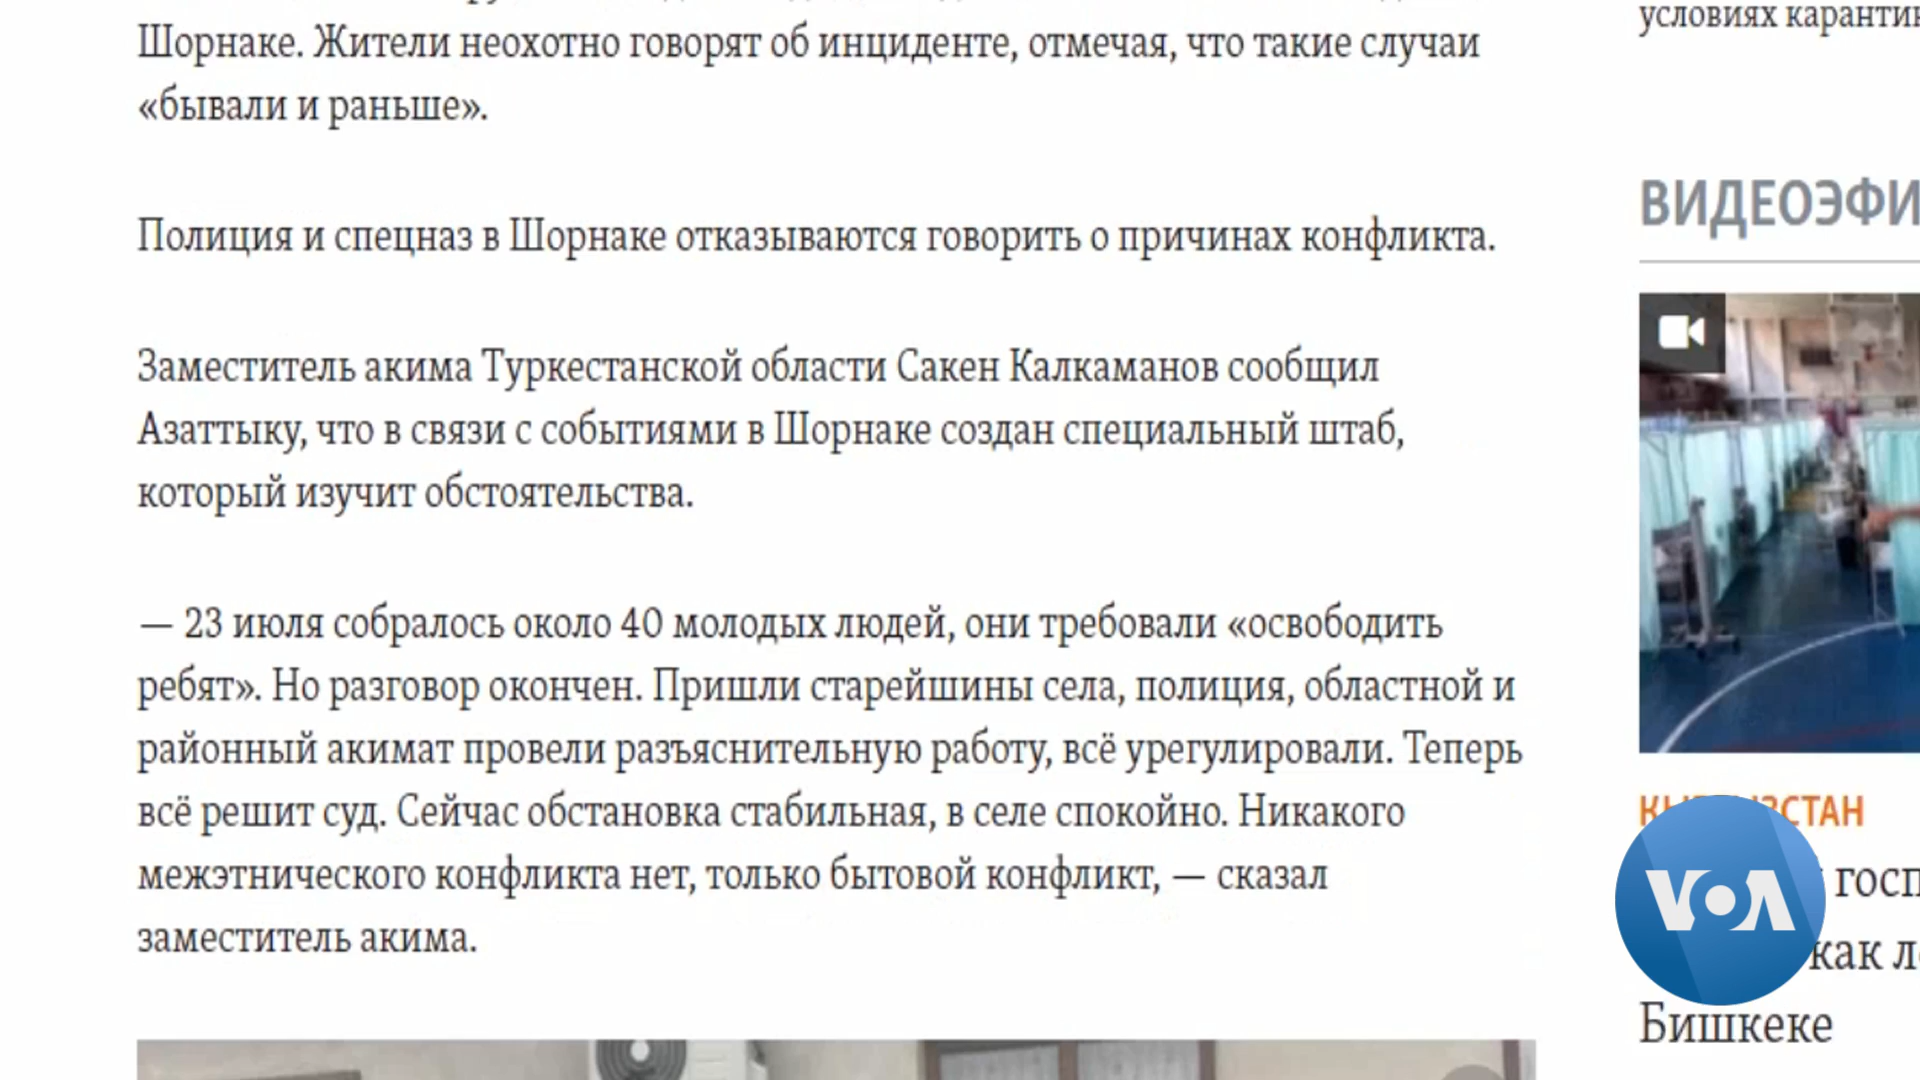 Шорнаке. Жители неохотно говорят об инциденте, отмечая, что такие случаи
«бывали и раньше».
Полиция и спецназ в Шорнаке отказываются говорить о причинах конфликта.
Заместитель акима Туркестанской области Сакен Калкаманов сообщил
Азаттыку, что в связи с событиями в Шорнаке создан специальный штаб,
который изучит обстоятельства.
— 23 июля собралось около 40 молодых людей, они требовали «освободить
ребят». Но разговор окончен. Пришли старейшины села, полиция, областной и
районный акимат провели разъяснительную работу, всё урегулировали. Теперь
всё решит суд. Сейчас обстановка стабильная, в селе спокойно. Никакого
межэтнического конфликта нет, только бытовой конфликт, — сказал
заместитель акима.
условиях
ВИДЕОЭФИ
госп
как
Бишкеке
VOA